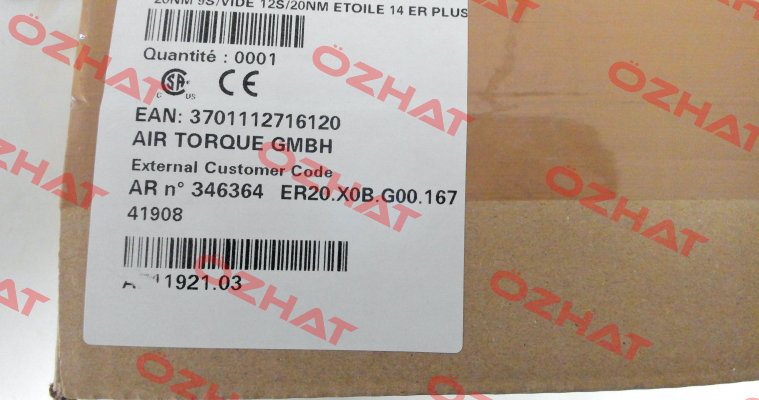 20NM 9S/VIDE 12S/20NM ETOILE 14 ER PLUS
Quantité : 0001
C US
CE
EAN: 3701112716120
AIR TORQUE GMBH
External Customer Code
AR n° 346364 ER20.X0B.G00.167
41908
11921.03
ÖZHAT
ÖZHAT
ÖZHAT
ÖZHAT
ÖZHAT
ÖZHAT
ÖZHAT
ÖZHAT